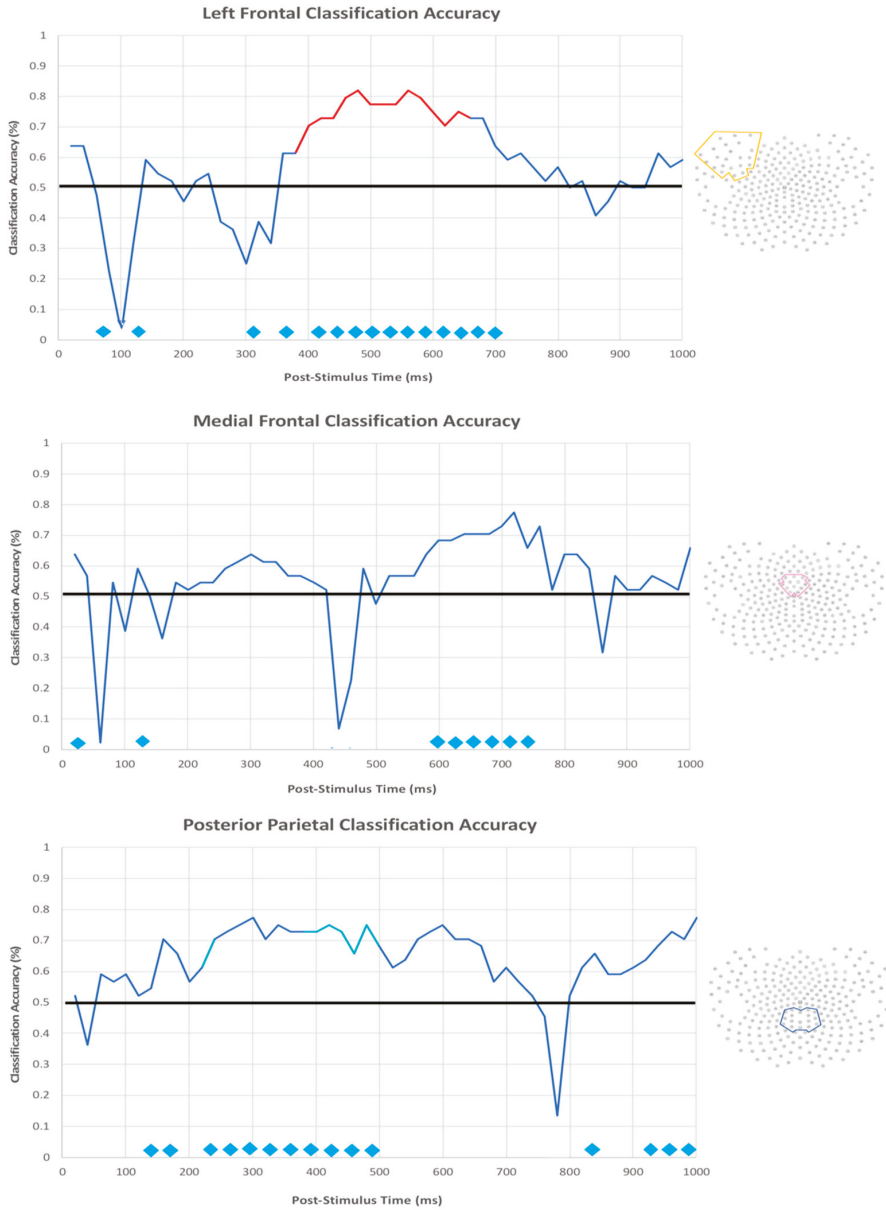 Left Frontal Classification Accuracy
1
0.9
0.8
0.7
0.6
0.5
0.4
0.3
0.2
0.1
0
Classification Accuracy (%)
0 100 200 300 400 500 600 700 800 900 1000
Post-Stimulus Time (ms)
Medial Frontal Classification Accuracy
1
0.9
0.8
0.7
0.6
0.5
0.4
0.3
0.2
0.1
0
Classification Accuracy (%)
0 100 200 300 400 500 600 700 800 900 1000
Post-Stimulus Time (ms)
Posterior Parietal Classification Accuracy
1
0.9
0.8
0.7
0.6
0.5
0.4
0.3
0.2
0.1
0
Classification Accuracy (%)
0 100 200 300 400 500 600 700 800 900 1000
Post-Stimulus Time (ms)